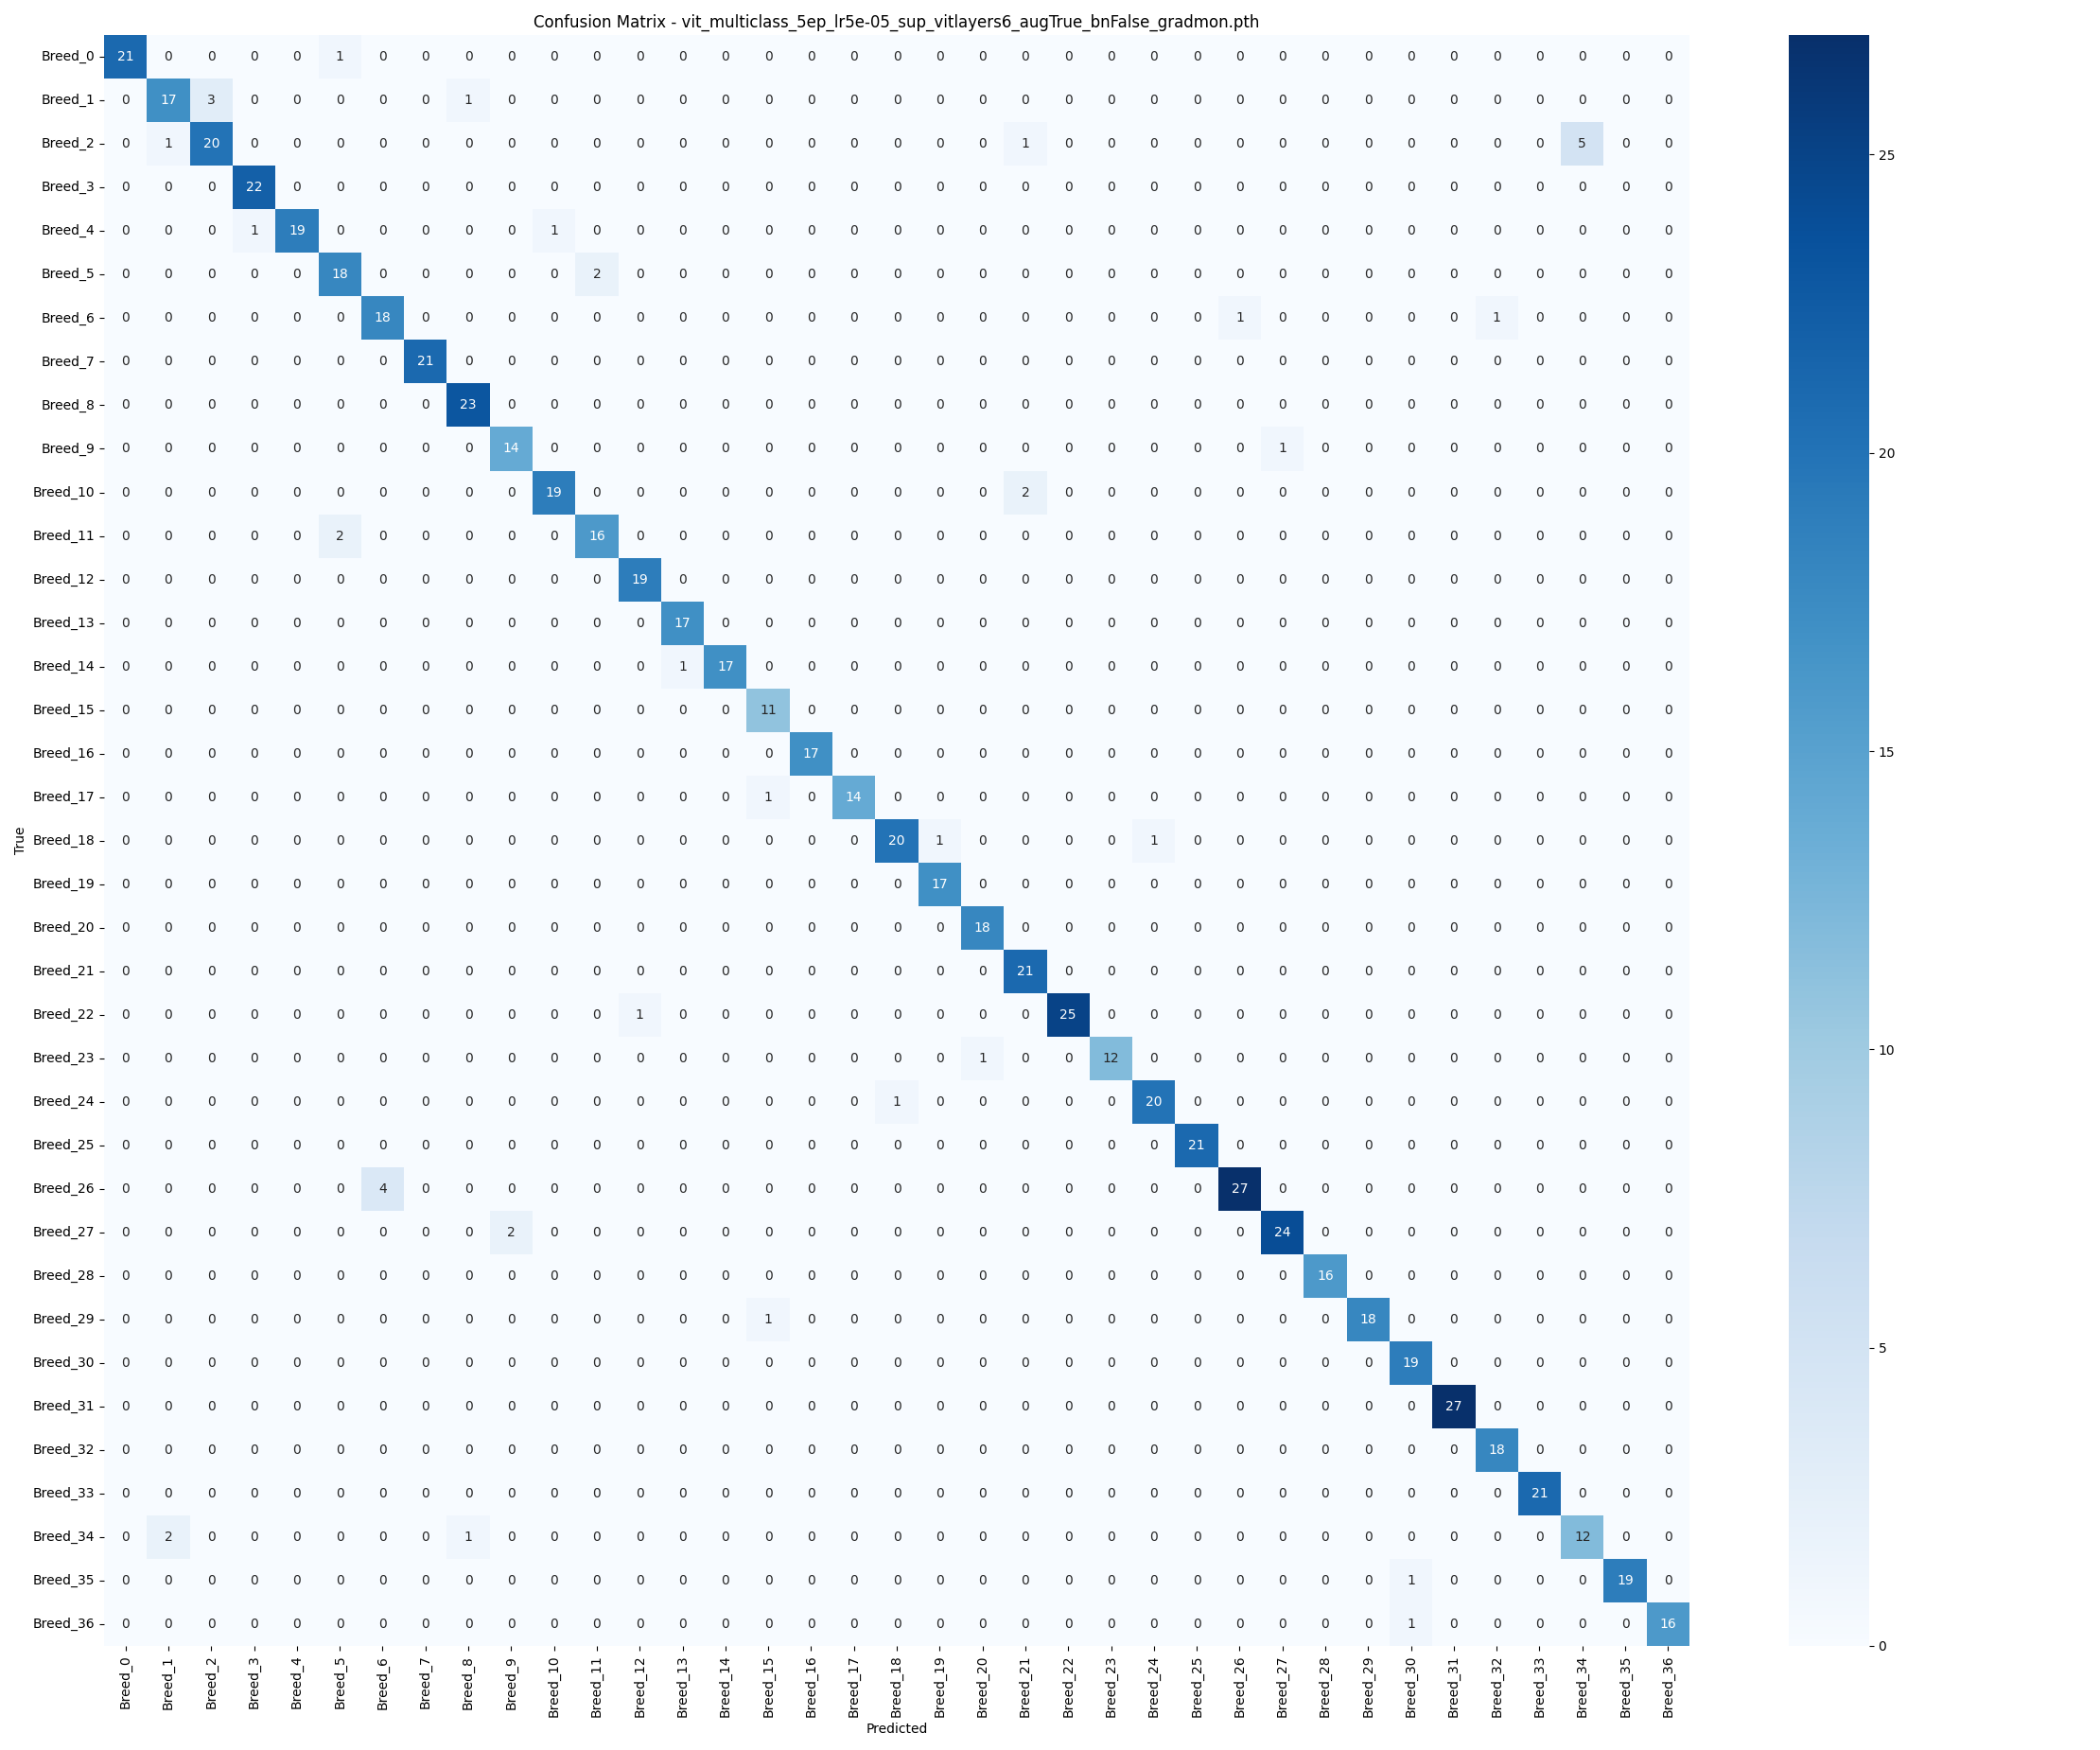 Confusion Matrix - vit_multiclass_5ep_lr5e-05_sup_vitlayers6_augTrue_bnFalse_gradmon.pth
Breed_0 21 0 0 0 0 1 0 0 0 0 0 0 0 0 0 0 0 0 0 0 0 0 0 0 0 0 0 0 0 0 0 0 0 0 0 0 0
Breed_1 0 17 3 0 0 0 0 0 1 0 0 0 0 0 0 0 0 0 0 0 0 0 0 0 0 0 0 0 0 0 0 0 0 0 0 0 0
Breed_2 0 1 20 0 0 0 0 0 0 0 0 0 0 0 0 0 0 0 0 0 0 1 0 0 0 0 0 0 0 0 0 0 0 0 5 0 0
Breed_3 0 0 0 22 0 0 0 0 0 0 0 0 0 0 0 0 0 0 0 0 0 0 0 0 0 0 0 0 0 0 0 0 0 0 0 0 0
Breed_4 0 0 0 1 19 0 0 0 0 0 1 0 0 0 0 0 0 0 0 0 0 0 0 0 0 0 0 0 0 0 0 0 0 0 0 0 0
Breed_5 0 0 0 0 0 18 0 0 0 0 0 2 0 0 0 0 0 0 0 0 0 0 0 0 0 0 0 0 0 0 0 0 0 0 0 0 0
Breed_6 0 0 0 0 0 0 18 0 0 0 0 0 0 0 0 0 0 0 0 0 0 0 0 0 0 0 1 0 0 0 0 0 1 0 0 0 0
Breed_7 0 0 0 0 0 0 0 21 0 0 0 0 0 0 0 0 0 0 0 0 0 0 0 0 0 0 0 0 0 0 0 0 0 0 0 0 0
Breed_8 0 0 0 0 0 0 0 0 23 0 0 0 0 0 0 0 0 0 0 0 0 0 0 0 0 0 0 0 0 0 0 0 0 0 0 0 0
Breed_9 0 0 0 0 0 0 0 0 0 14 0 0 0 0 0 0 0 0 0 0 0 0 0 0 0 0 0 1 0 0 0 0 0 0 0 0 0
Breed_10 0 0 0 0 0 0 0 0 0 0 19 0 0 0 0 0 0 0 0 0 0 2 0 0 0 0 0 0 0 0 0 0 0 0 0 0 0
Breed_11 0 0 0 0 0 2 0 0 0 0 0 16 0 0 0 0 0 0 0 0 0 0 0 0 0 0 0 0 0 0 0 0 0 0 0 0 0
Breed_12 0 0 0 0 0 0 0 0 0 0 0 0 19 0 0 0 0 0 0 0 0 0 0 0 0 0 0 0 0 0 0 0 0 0 0 0 0
Breed_13 0 0 0 0 0 0 0 0 0 0 0 0 0 17 0 0 0 0 0 0 0 0 0 0 0 0 0 0 0 0 0 0 0 0 0 0 0
Breed_14 0 0 0 0 0 0 0 0 0 0 0 0 0 1 17 0 0 0 0 0 0 0 0 0 0 0 0 0 0 0 0 0 0 0 0 0 0
Breed_15 0 0 0 0 0 0 0 0 0 0 0 0 0 0 0 11 0 0 0 0 0 0 0 0 0 0 0 0 0 0 0 0 0 0 0 0 0
Breed_16 0 0 0 0 0 0 0 0 0 0 0 0 0 0 0 0 17 0 0 0 0 0 0 0 0 0 0 0 0 0 0 0 0 0 0 0 0
Breed_17 0 0 0 0 0 0 0 0 0 0 0 0 0 0 0 1 0 14 0 0 0 0 0 0 0 0 0 0 0 0 0 0 0 0 0 0 0
Breed_18 0 0 0 0 0 0 0 0 0 0 0 0 0 0 0 0 0 0 20 1 0 0 0 0 1 0 0 0 0 0 0 0 0 0 0 0 0
Breed_19 0 0 0 0 0 0 0 0 0 0 0 0 0 0 0 0 0 0 0 17 0 0 0 0 0 0 0 0 0 0 0 0 0 0 0 0 0
Breed_20 0 0 0 0 0 0 0 0 0 0 0 0 0 0 0 0 0 0 0 0 18 0 0 0 0 0 0 0 0 0 0 0 0 0 0 0 0
Breed_21 0 0 0 0 0 0 0 0 0 0 0 0 0 0 0 0 0 0 0 0 0 21 0 0 0 0 0 0 0 0 0 0 0 0 0 0 0
Breed_22 0 0 0 0 0 0 0 0 0 0 0 0 1 0 0 0 0 0 0 0 0 0 25 0 0 0 0 0 0 0 0 0 0 0 0 0 0
Breed_23 0 0 0 0 0 0 0 0 0 0 0 0 0 0 0 0 0 0 0 0 1 0 0 12 0 0 0 0 0 0 0 0 0 0 0 0 0
Breed_24 0 0 0 0 0 0 0 0 0 0 0 0 0 0 0 0 0 0 1 0 0 0 0 0 20 0 0 0 0 0 0 0 0 0 0 0 0
Breed_25 0 0 0 0 0 0 0 0 0 0 0 0 0 0 0 0 0 0 0 0 0 0 0 0 0 21 0 0 0 0 0 0 0 0 0 0 0
Breed_26 0 0 0 0 0 0 4 0 0 0 0 0 0 0 0 0 0 0 0 0 0 0 0 0 0 0 27 0 0 0 0 0 0 0 0 0 0
Breed_27 0 0 0 0 0 0 0 0 0 2 0 0 0 0 0 0 0 0 0 0 0 0 0 0 0 0 0 24 0 0 0 0 0 0 0 0 0
Breed_28 0 0 0 0 0 0 0 0 0 0 0 0 0 0 0 0 0 0 0 0 0 0 0 0 0 0 0 0 16 0 0 0 0 0 0 0 0
Breed_29 0 0 0 0 0 0 0 0 0 0 0 0 0 0 0 1 0 0 0 0 0 0 0 0 0 0 0 0 0 18 0 0 0 0 0 0 0
Breed_30 0 0 0 0 0 0 0 0 0 0 0 0 0 0 0 0 0 0 0 0 0 0 0 0 0 0 0 0 0 0 19 0 0 0 0 0 0
Breed_31 0 0 0 0 0 0 0 0 0 0 0 0 0 0 0 0 0 0 0 0 0 0 0 0 0 0 0 0 0 0 0 27 0 0 0 0 0
Breed_32 0 0 0 0 0 0 0 0 0 0 0 0 0 0 0 0 0 0 0 0 0 0 0 0 0 0 0 0 0 0 0 0 18 0 0 0 0
Breed_33 0 0 0 0 0 0 0 0 0 0 0 0 0 0 0 0 0 0 0 0 0 0 0 0 0 0 0 0 0 0 0 0 0 21 0 0 0
Breed_34 0 2 0 0 0 0 0 0 1 0 0 0 0 0 0 0 0 0 0 0 0 0 0 0 0 0 0 0 0 0 0 0 0 0 12 0 0
Breed_35 0 0 0 0 0 0 0 0 0 0 0 0 0 0 0 0 0 0 0 0 0 0 0 0 0 0 0 0 0 0 1 0 0 0 0 19 0
Breed_36 0 0 0 0 0 0 0 0 0 0 0 0 0 0 0 0 0 0 0 0 0 0 0 0 0 0 0 0 0 0 1 0 0 0 0 0 16
True
Breed_0 Breed_1 Breed_2 Breed_3 Breed_4 Breed_5 Breed_6 Breed_7 Breed_8 Breed_9 Breed_10 Breed_11 Breed_12 Breed_13 Breed_14 Breed_15 Breed_16 Breed_17 Breed_18 Breed_19 Breed_20 Breed_21 Breed_22 Breed_23 Breed_24 Breed_25 Breed_26 Breed_27 Breed_28 Breed_29 Breed_30 Breed_31 Breed_32 Breed_33 Breed_34 Breed_35 Breed_36
Predicted
25
20
15
10
5
0